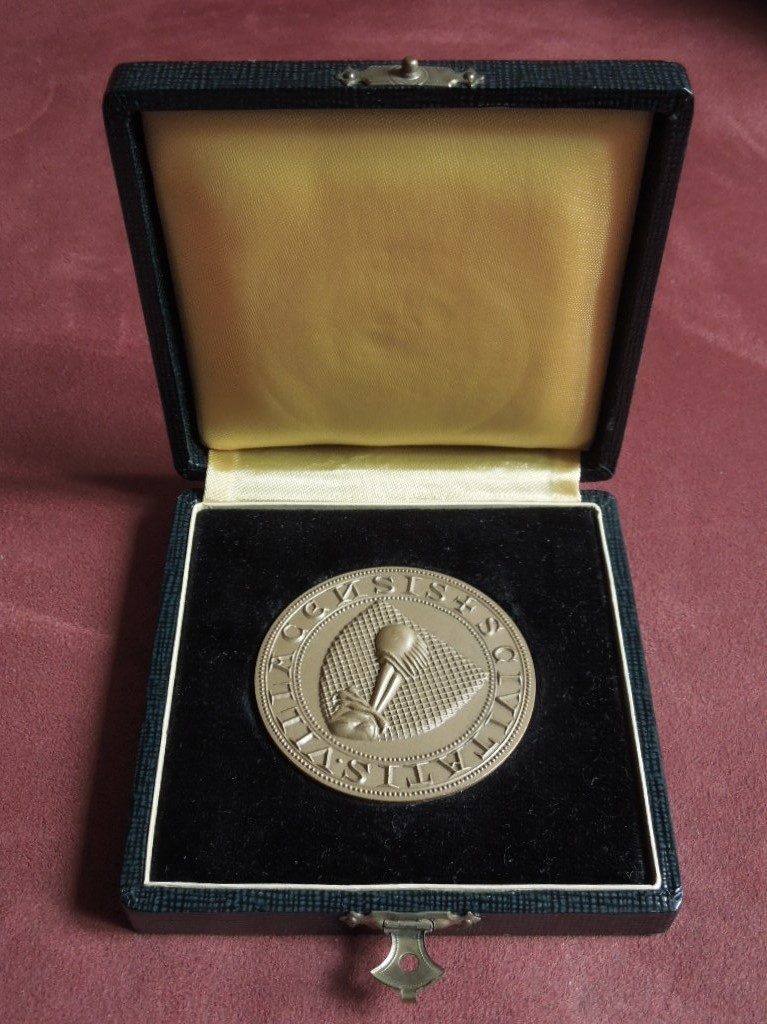 + S CIVITATIS · VILLACENSIS